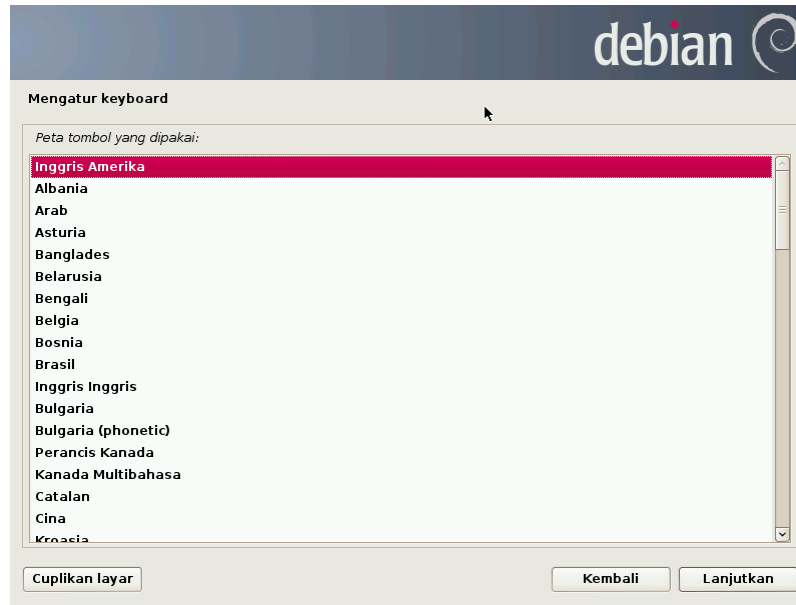 debian
Mengatur keyboard
Peta tombol yang dipakai:
Inggris Amerika
Albania
Arab
Asturia
Banglades
Belarusia
Bengali
Belgia
Bosnia
Brasil
Inggris Inggris
Bulgaria
Bulgaria (phonetic)
Perancis Kanada
Kanada Multibahasa
Catalan
Cina
Kroasia
Cuplikan layar
Kembali
Lanjutkan